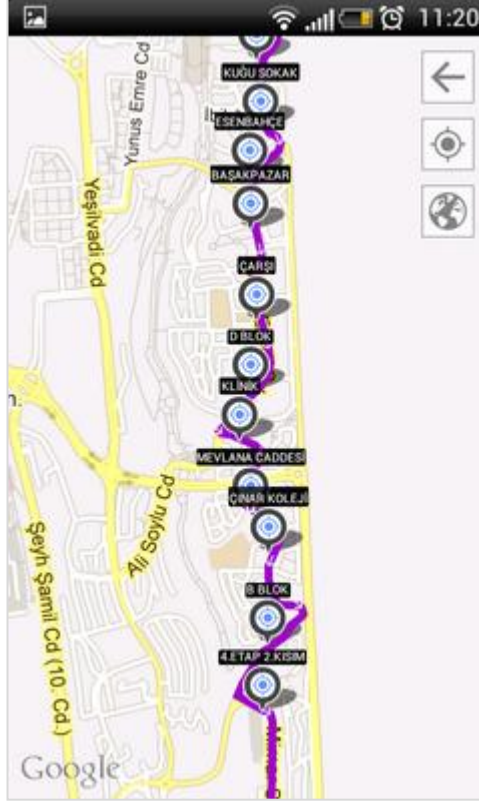 11:20
KUĞU SOKAK
Yunus Emre Cd
ESENBAHÇE
BAŞAKPAZAR
Yeşilvadi Cd
ÇARŞI
D BLOK
KLİNİK
n.
MEVLANA CADDESİ
ÇINAR KOLEJİ
Ali Soylu Cd
Şeyh Şamil Cd (10. Cd.)
B BLOK
4.ETAP 2.KISIM
Google